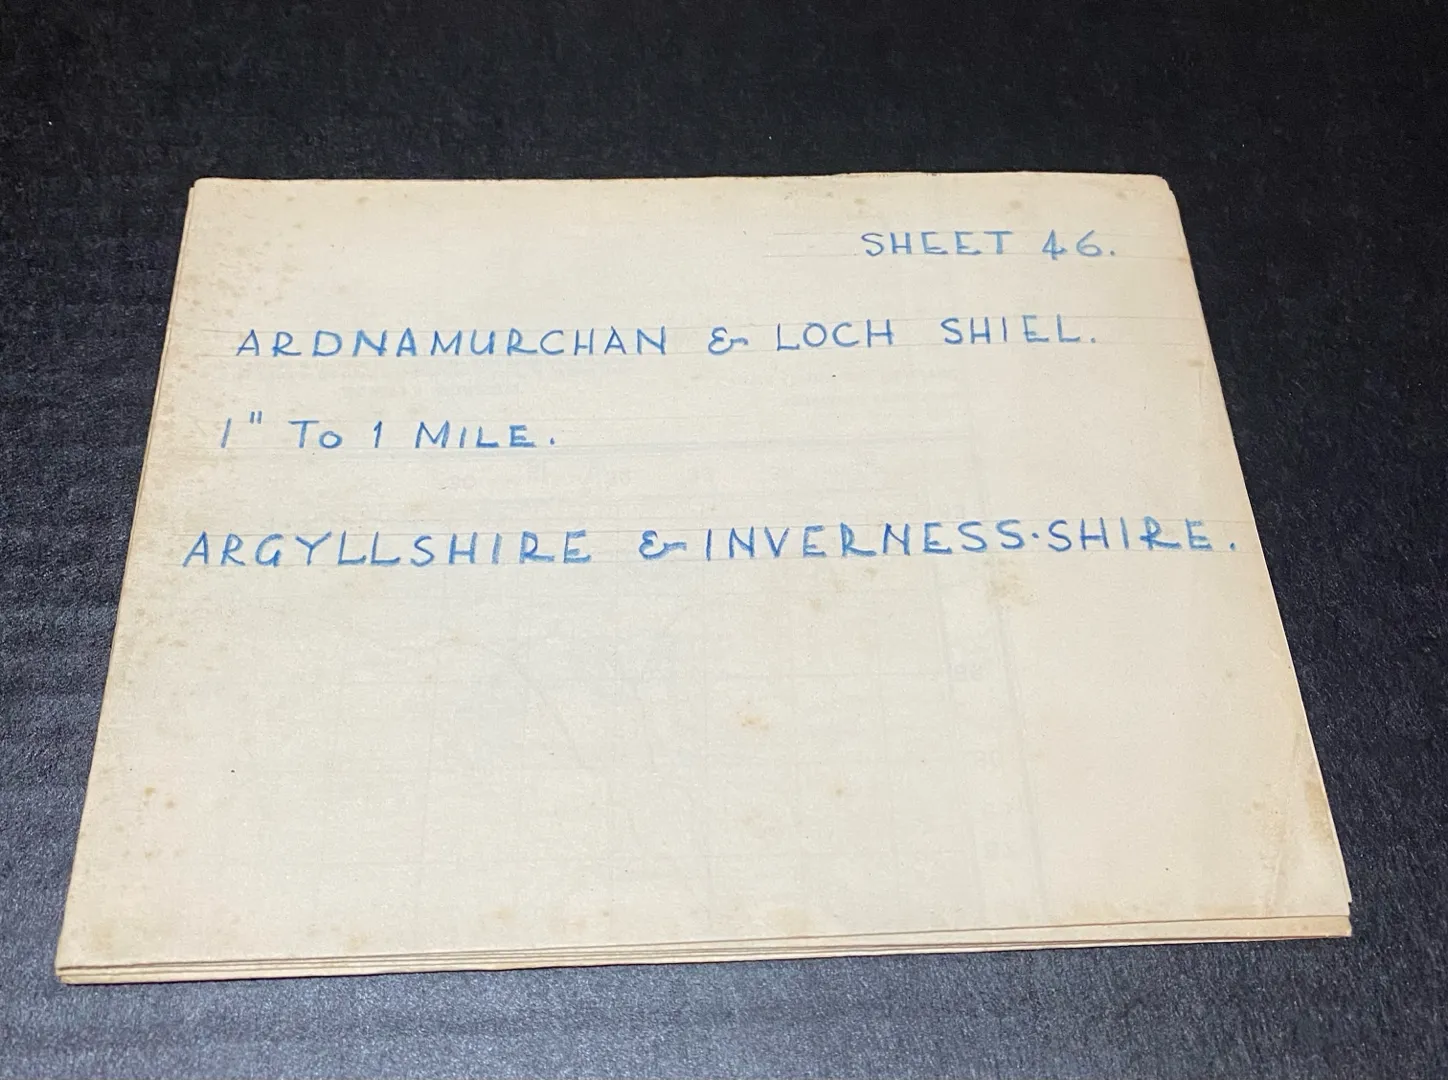 SHEET 46.
ARDNAMURCHAN & LOCH SHIEL.
1" To 1 MILE.
ARGYLLSHIRE & INVERNESS·SHIRE.